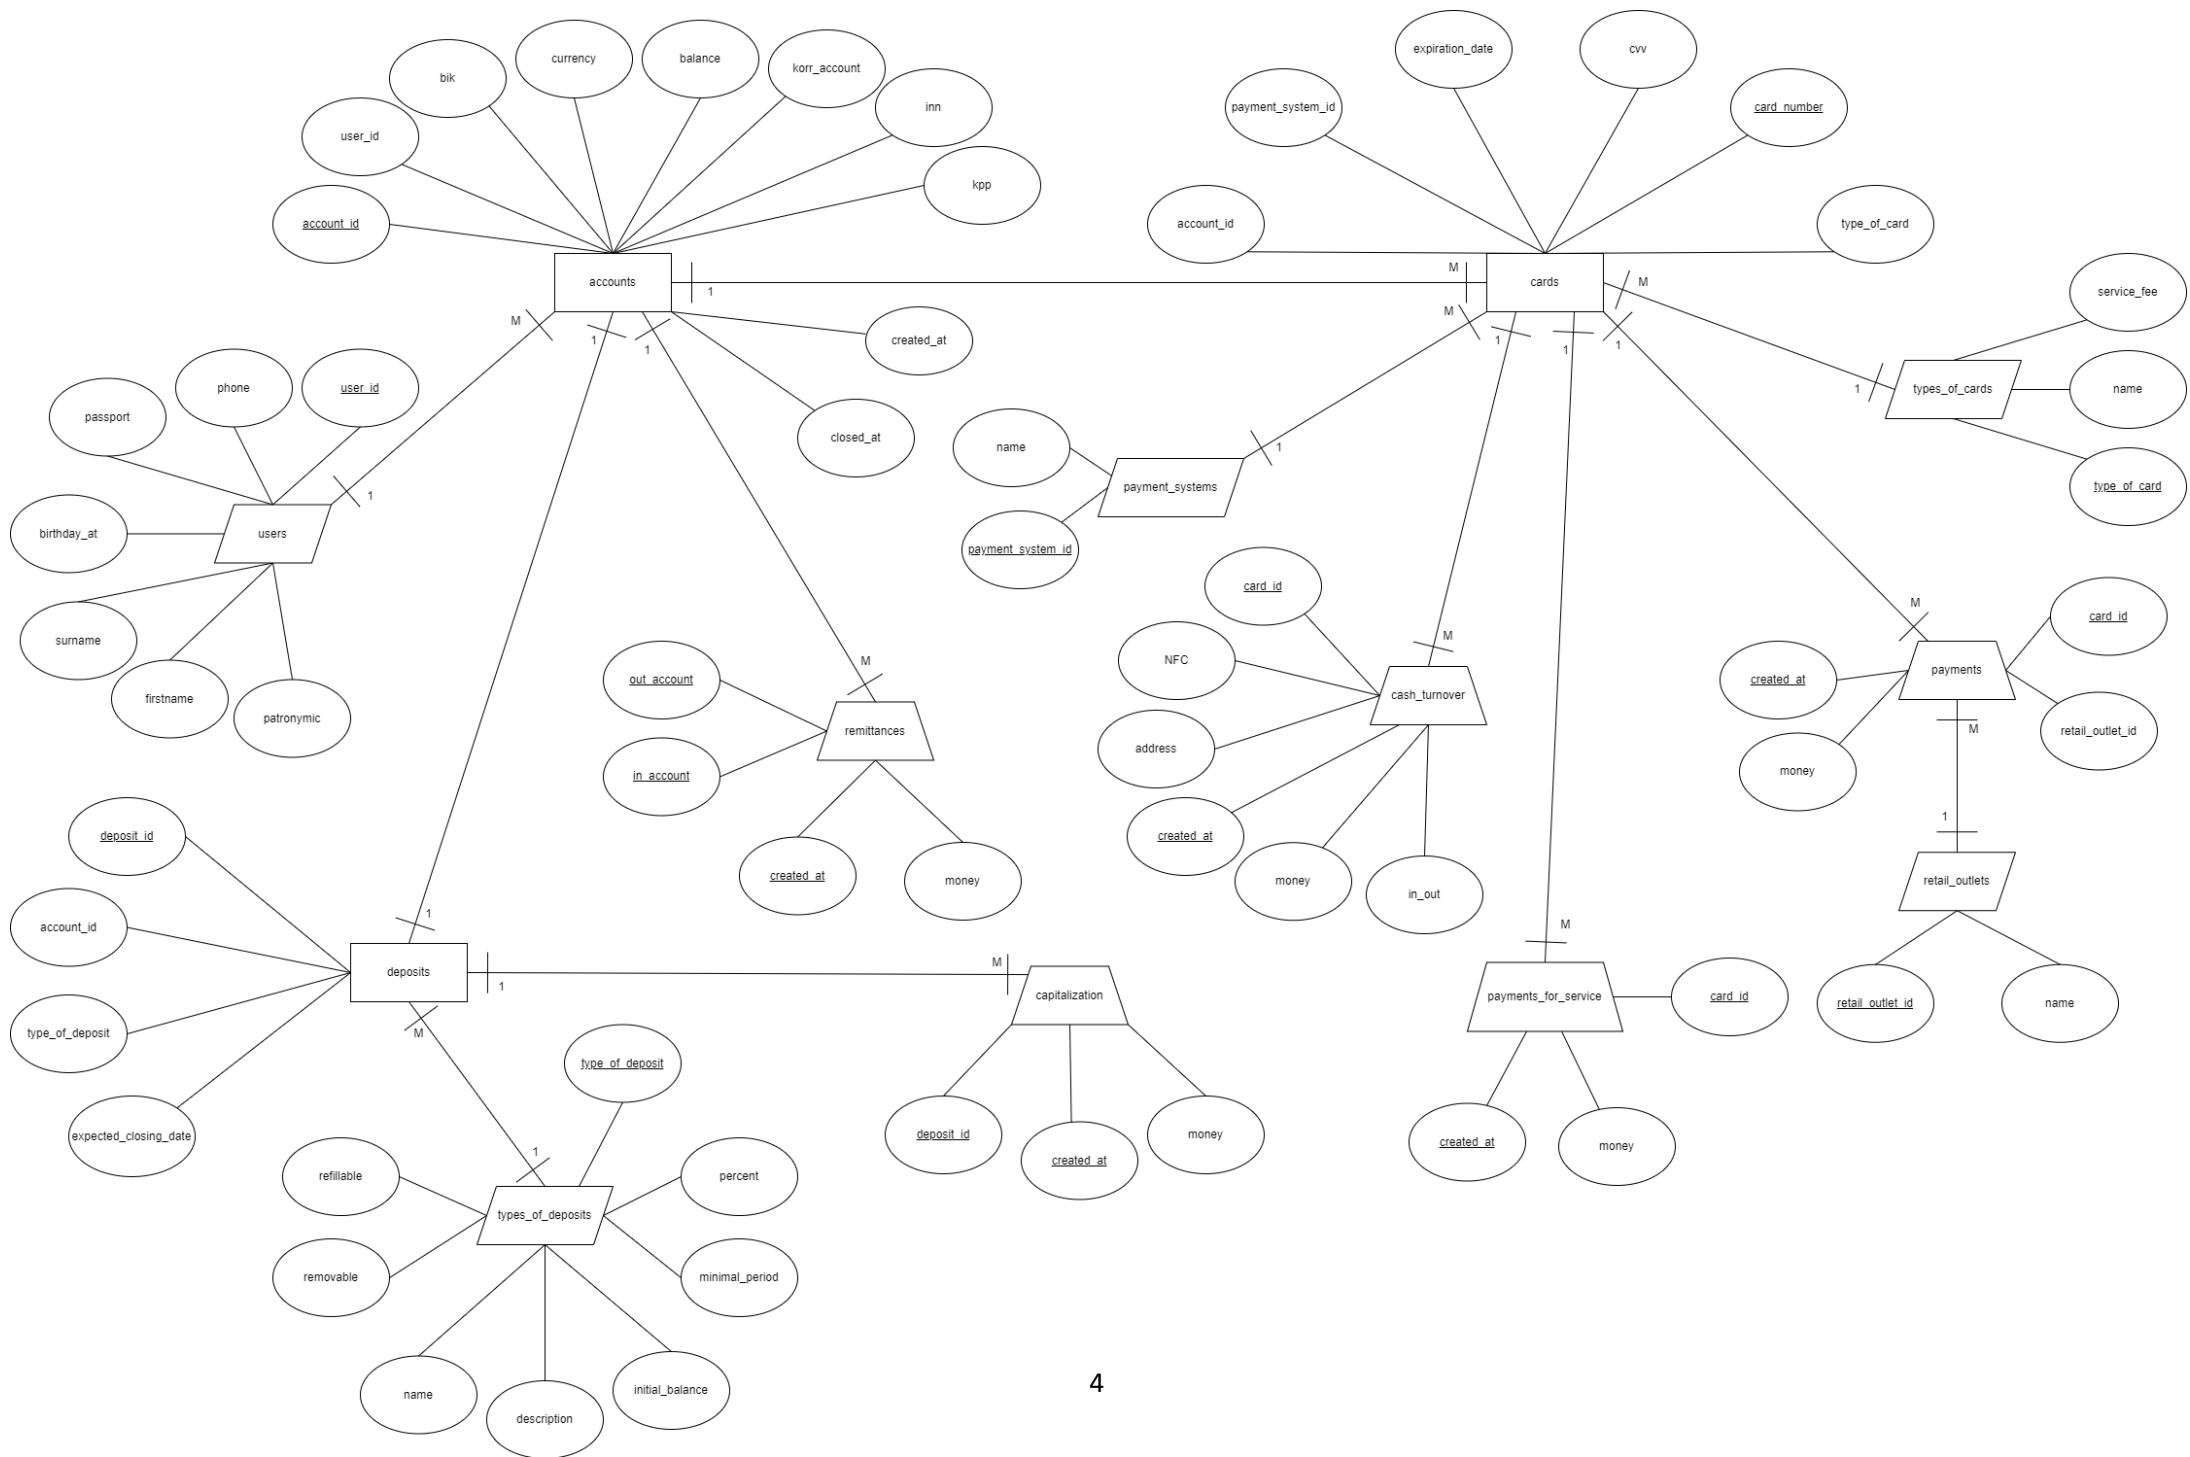 expiration_date
cvv
currency
balance
korr_account
bik
inn
payment_system_id
card_number
user_id
kpp
account_id
account_id
type_of_card
accounts
1
M
cards
M
service_fee
M
1
1
created_at
M
1
1
1
phone
user_id
passport
types_of_cards
name
1
closed_at
name
1
payment_systems
type_of_card
1
birthday_at
users
payment_system_id
card_id
M
card_id
surname
M
NFC
M
payments
created_at
out_account
firstname
patronymic
cash_turnover
remittances
M
retail_outlet_id
address
in_account
money
1
deposit_id
created_at
created_at
money
money
in_out
retail_outlets
1
account_id
M
deposits
1
M
capitalization
payments_for_service
card_id
retail_outlet_id
name
type_of_deposit
M
type_of_deposit
expected_closing_date
deposit_id
created_at
money
created_at
money
1
refillable
percent
types_of_deposits
removable
minimal_period
name
description
initial_balance
4